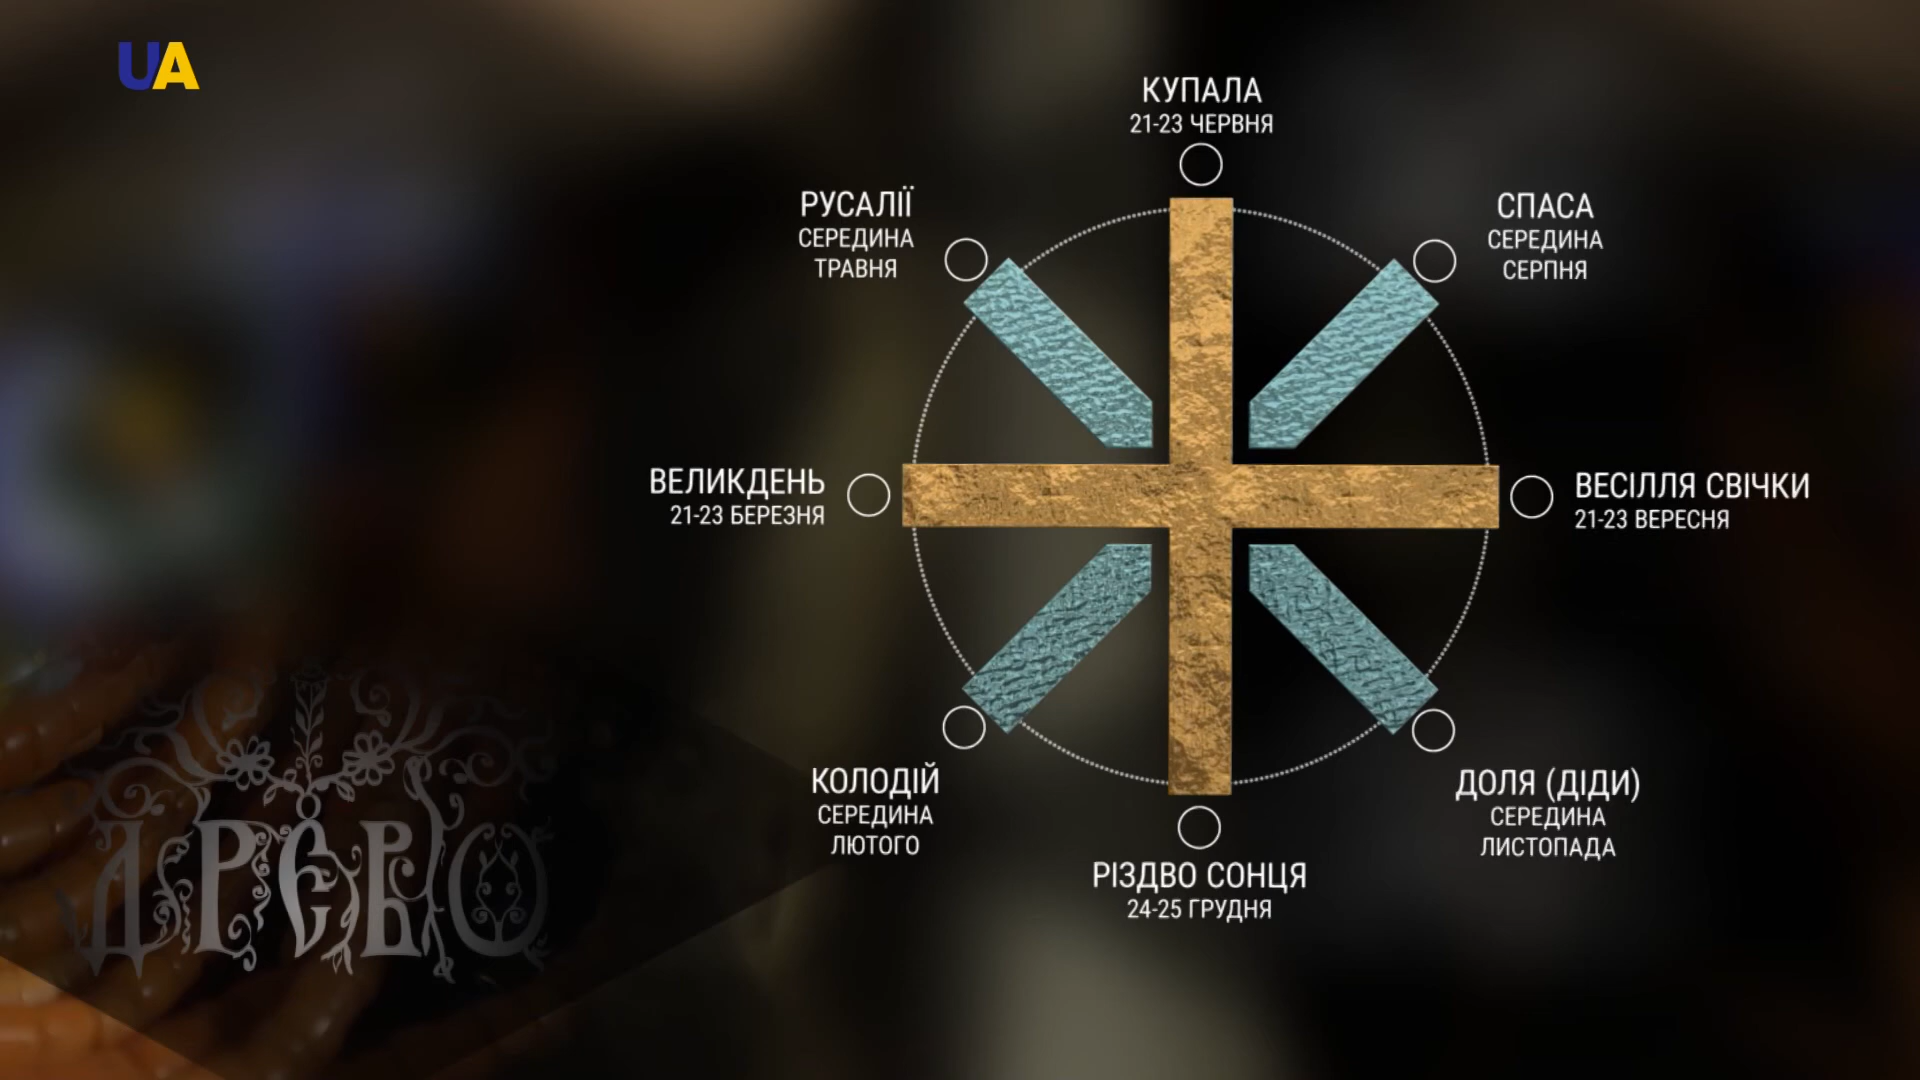 UA
КУПАЛА
21-23 ЧЕРВНЯ
РУСАЛІЇ
СЕРЕДИНА
ТРАВНЯ
СПАСА
СЕРЕДИНА
СЕРПНЯ
ВЕЛИКДЕНЬ
21-23 БЕРЕЗНЯ
ВЕСІЛЛЯ СВІЧКИ
21-23 ВЕРЕСНЯ
КОЛОДІЙ
СЕРЕДИНА
ЛЮТОГО
ДОЛЯ (ДІДИ)
СЕРЕДИНА
ЛИСТОПАДА
РІЗДВО СОНЦЯ
24-25 ГРУДНЯ
ДРЕВО